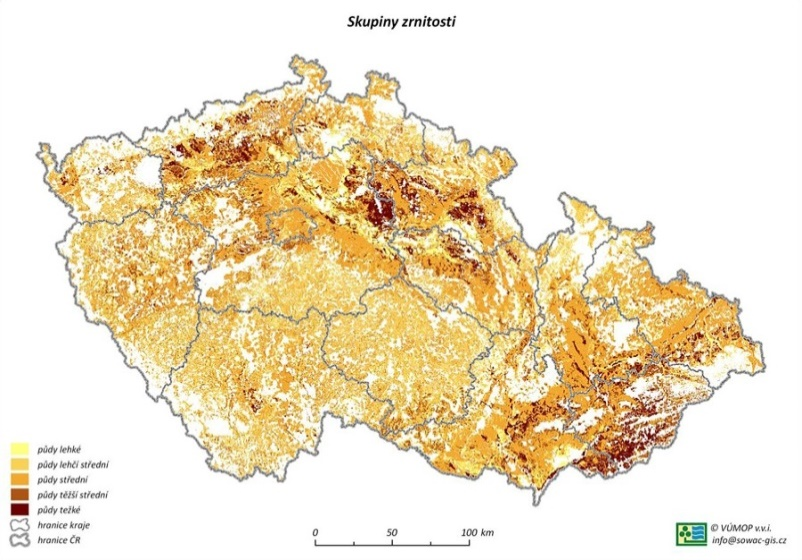 Skupiny zrnitosti
půdy lehké
půdy lehčí střední
půdy střední
půdy těžší střední
půdy težké
hranice kraje
hranice ČR
0 50 100 km
© VÚMOP v.v.i.
info@sowac-gis.cz